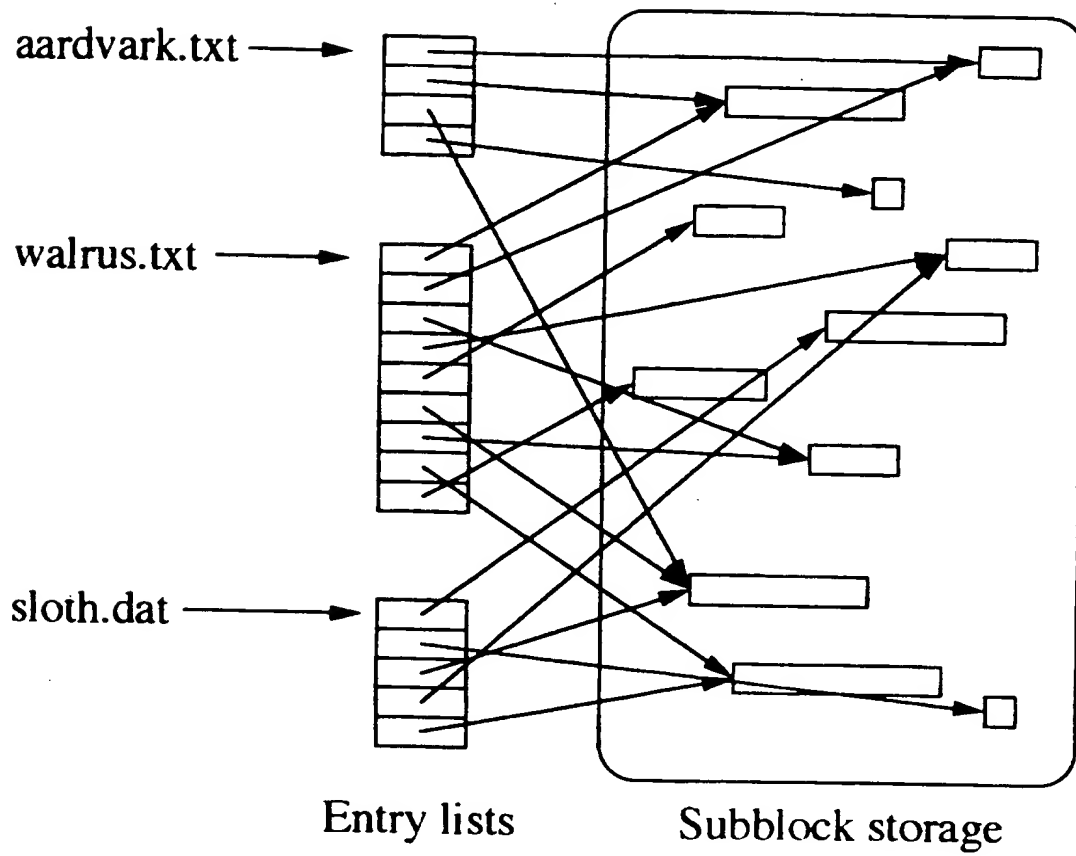 aardvark.txt
walrus.txt
sloth.dat
Entry lists
Subblock storage